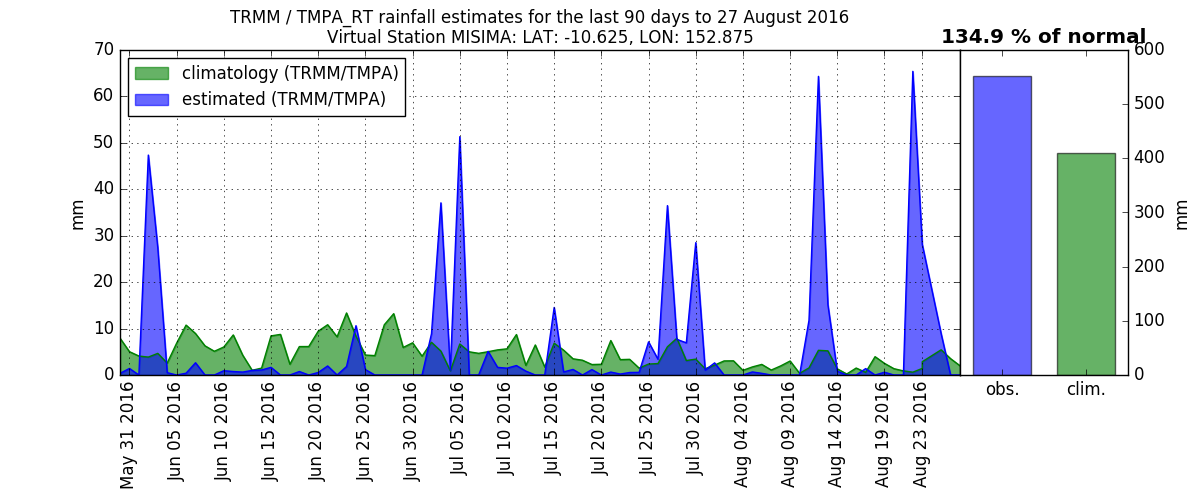 TRMM / TMPA_RT rainfall estimates for the last 90 days to 27 August 2016
Virtual Station MISIMA: LAT: -10.625, LON: 152.875
134.9 % of normal
climatology (TRMM/TMPA)
estimated (TRMM/TMPA)
70
60
50
40
30
20
10
0
mm
May 31 2016
Jun 05 2016
Jun 10 2016
Jun 15 2016
Jun 20 2016
Jun 25 2016
Jun 30 2016
Jul 05 2016
Jul 10 2016
Jul 15 2016
Jul 20 2016
Jul 25 2016
Jul 30 2016
Aug 04 2016
Aug 09 2016
Aug 14 2016
Aug 19 2016
Aug 23 2016
600
500
400
300
200
100
0
mm
obs.
clim.